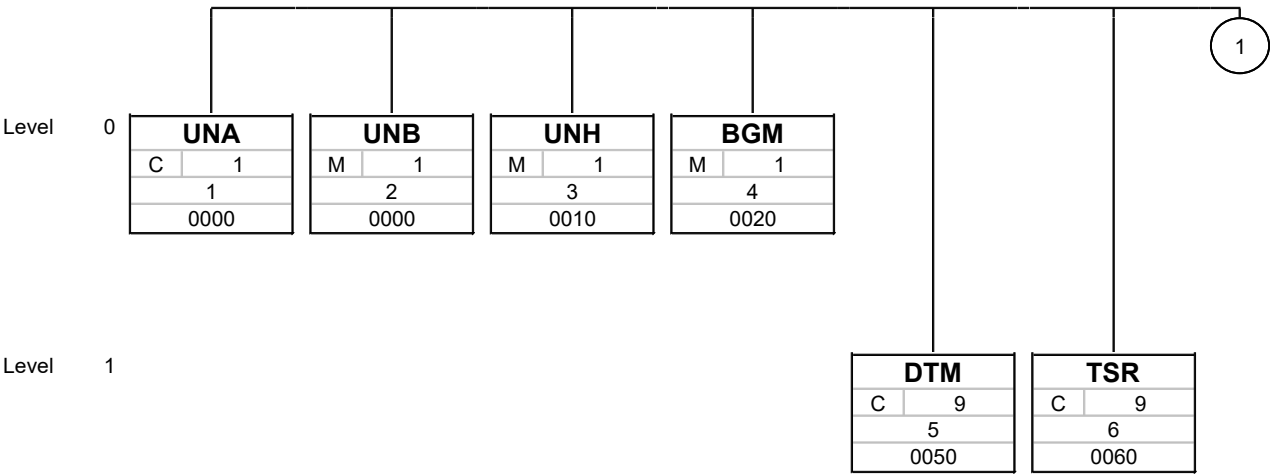 1
Level 0 UNA UNB UNH BGM
C 1 M 1 M 1 M 1
1 2 3 4
0000 0000 0010 0020
Level 1 DTM TSR
C 9 C 9
5 6
0050 0060